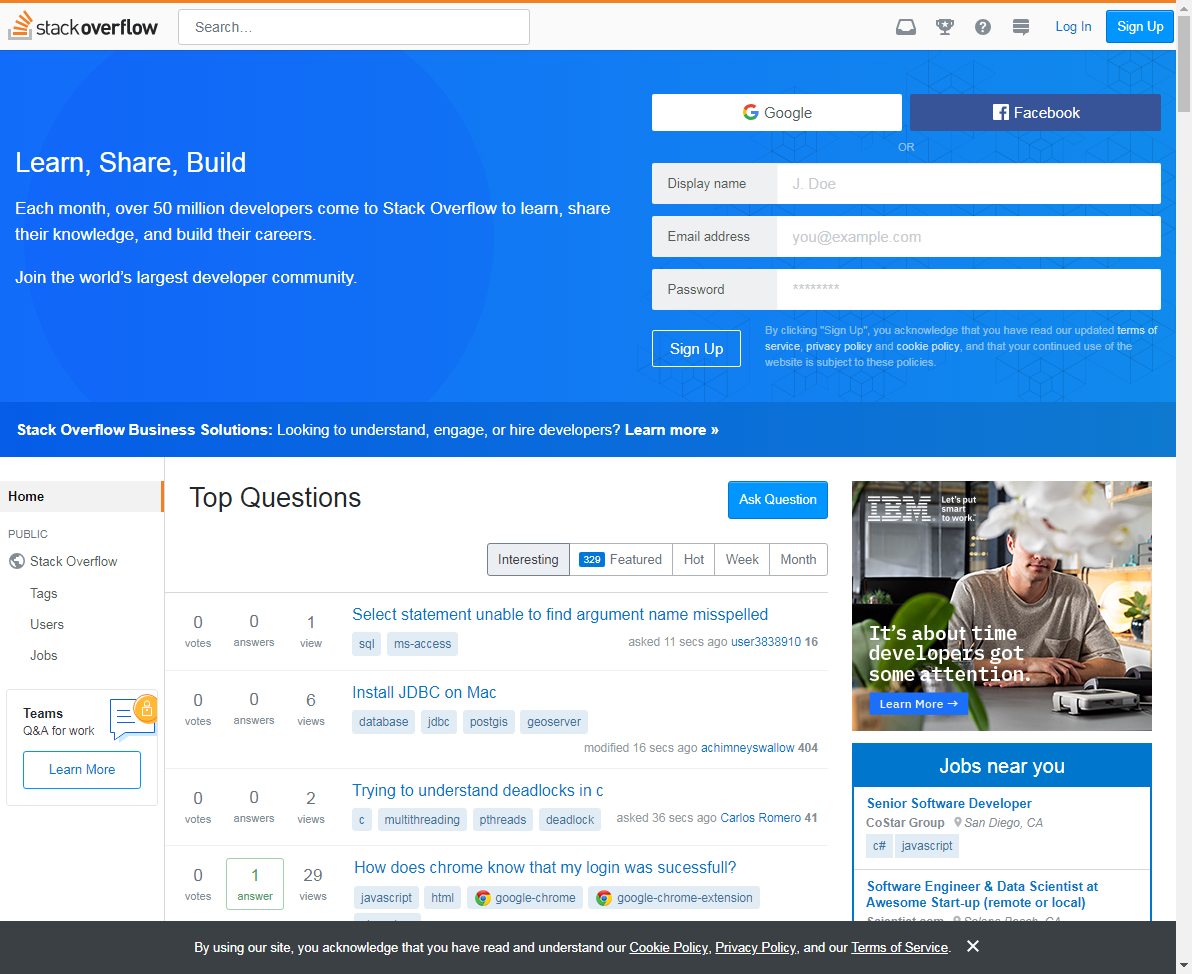 stackoverflow
Search…
Log In
Sign Up
Google
Facebook
OR
Learn, Share, Build
Each month, over 50 million developers come to Stack Overflow to learn, share
their knowledge, and build their careers.
Join the world’s largest developer community.
Display name
J. Doe
Email address
you@example.com
Password
********
Sign Up
By clicking "Sign Up", you acknowledge that you have read our updated terms of
service, privacy policy and cookie policy, and that your continued use of the
website is subject to these policies.
Stack Overflow Business Solutions: Looking to understand, engage, or hire developers? Learn more »
Home
PUBLIC
Stack Overflow
Tags
Users
Jobs
Teams
Q&A for work
Learn More
Top Questions
Ask Question
Interesting
329 Featured
Hot
Week
Month
0 votes
0 answers
1 view
Select statement unable to find argument name misspelled
sql ms-access
asked 11 secs ago user3838910 16
0 votes
0 answers
6 views
Install JDBC on Mac
database jdbc postgis geoserver
modified 16 secs ago achimneyswallow 404
0 votes
0 answers
2 views
Trying to understand deadlocks in c
c multithreading pthreads deadlock
asked 36 secs ago Carlos Romero 41
0 votes
1 answer
29 views
How does chrome know that my login was sucessfull?
javascript html google-chrome google-chrome-extension
IBM.
Let's put
smart
to work.™
It's about time
developers got
some attention.
Learn More →
Jobs near you
Senior Software Developer
CoStar Group San Diego, CA
c# javascript
Software Engineer & Data Scientist at
Awesome Start-up (remote or local)
Scientist.com Solana Beach, CA
By using our site, you acknowledge that you have read and understand our Cookie Policy, Privacy Policy, and our Terms of Service.